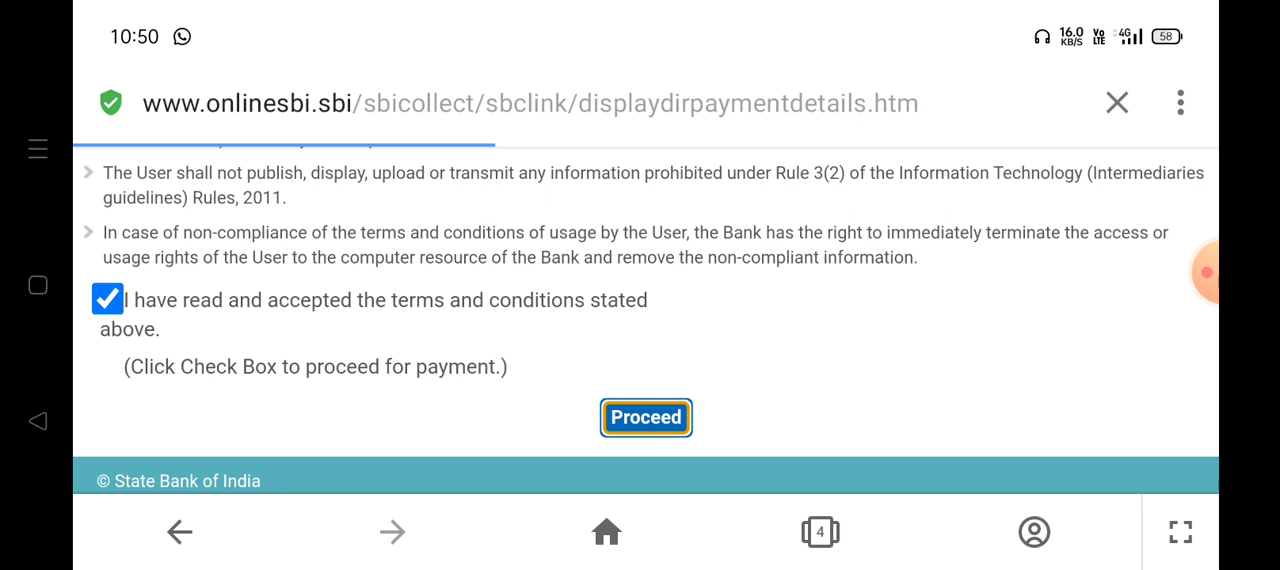 10:50
16.0 KB/S Vo LTE 4G 58
www.onlinesbi.sbi/sbicollect/sbclink/displaydirpaymentdetails.htm
The User shall not publish, display, upload or transmit any information prohibited under Rule 3(2) of the Information Technology (Intermediaries
guidelines) Rules, 2011.
In case of non-compliance of the terms and conditions of usage by the User, the Bank has the right to immediately terminate the access or
usage rights of the User to the computer resource of the Bank and remove the non-compliant information.
I have read and accepted the terms and conditions stated
above.
(Click Check Box to proceed for payment.)
Proceed
© State Bank of India
4